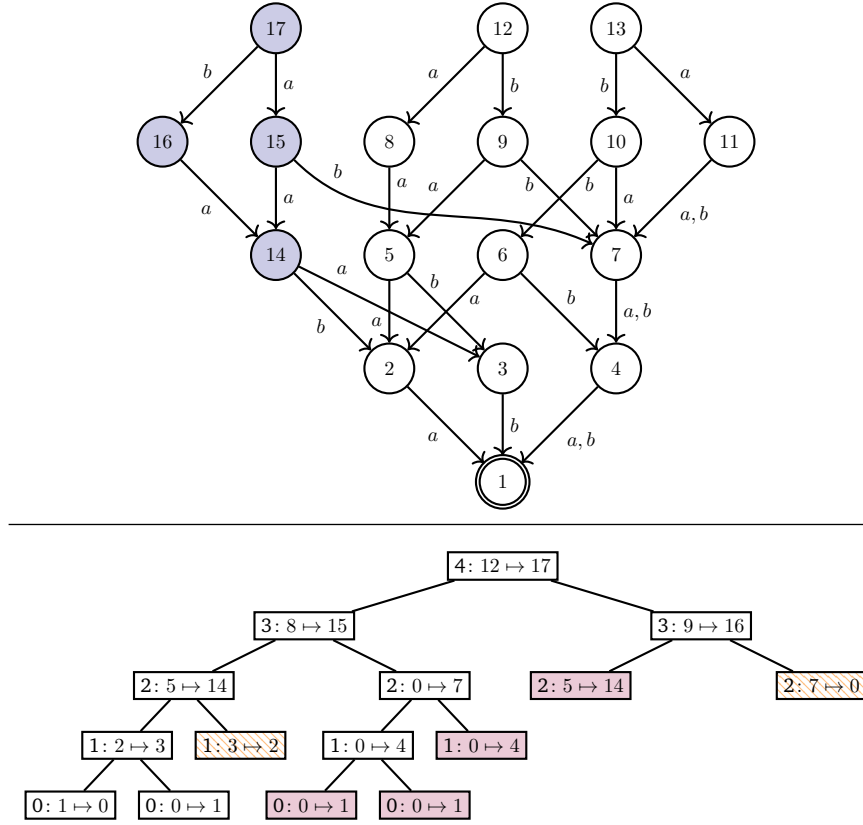 17 12 13
b a a b b a
16 15 8 9 10 11
a a b a a b b a a, b
14 5 6 7
b a a b a b a, b
2 3 4
a b a, b
1
4: 12 ↦ 17
3: 8 ↦ 15 3: 9 ↦ 16
2: 5 ↦ 14 2: 0 ↦ 7 2: 5 ↦ 14 2: 7 ↦ 0
1: 2 ↦ 3 1: 3 ↦ 2 1: 0 ↦ 4 1: 0 ↦ 4
0: 1 ↦ 0 0: 0 ↦ 1 0: 0 ↦ 1 0: 0 ↦ 1